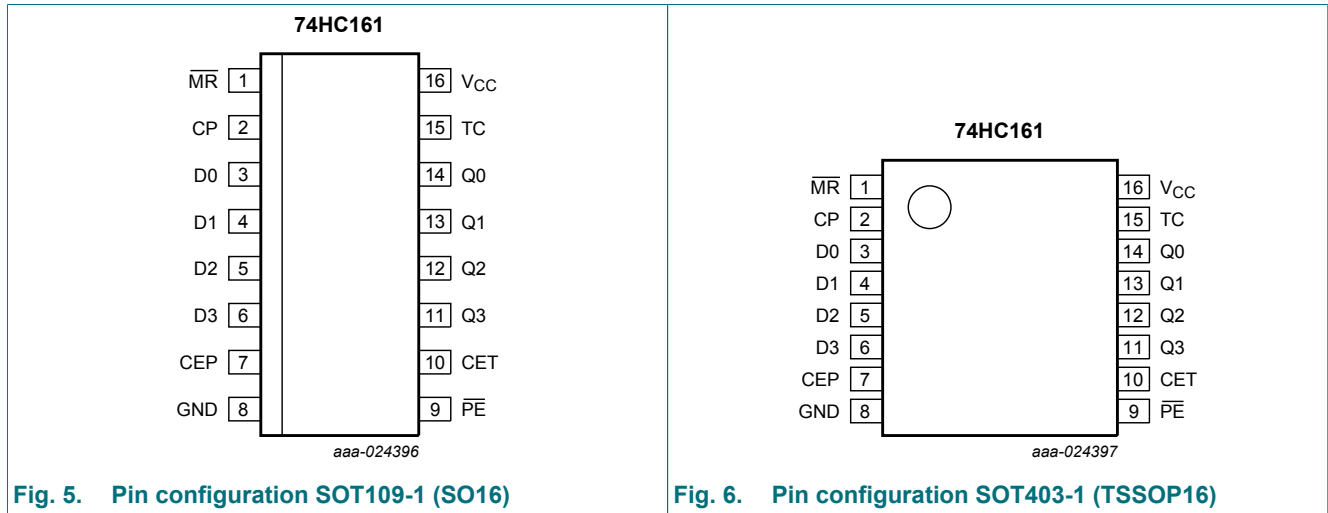 74HC161
M̅R̅ 1 16 VCC
CP 2 15 TC
D0 3 14 Q0
D1 4 13 Q1
D2 5 12 Q2
D3 6 11 Q3
CEP 7 10 CET
GND 8 9 P̅E̅
aaa-024396
Fig. 5. Pin configuration SOT109-1 (SO16)
74HC161
M̅R̅ 1 16 VCC
CP 2 15 TC
D0 3 14 Q0
D1 4 13 Q1
D2 5 12 Q2
D3 6 11 Q3
CEP 7 10 CET
GND 8 9 P̅E̅
aaa-024397
Fig. 6. Pin configuration SOT403-1 (TSSOP16)